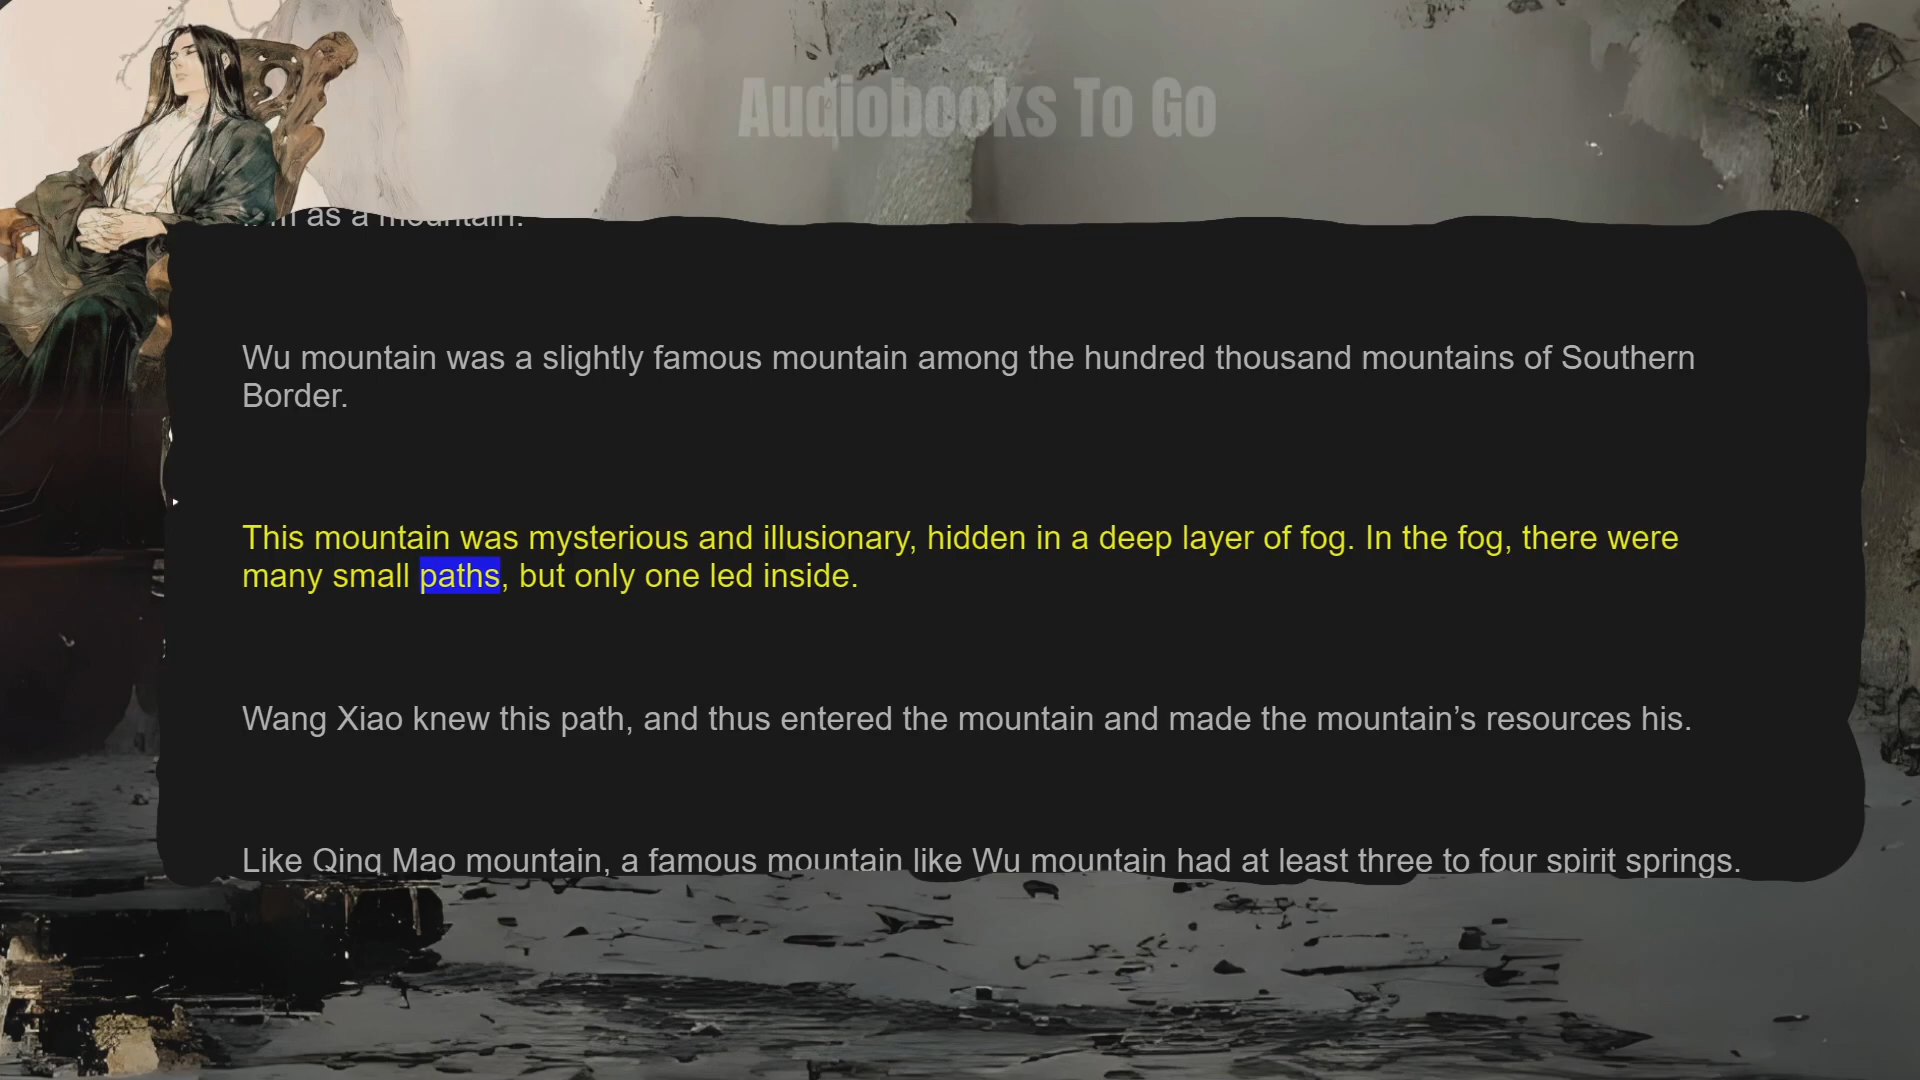 Audiobooks To Go
as a mountain.
Wu mountain was a slightly famous mountain among the hundred thousand mountains of Southern
Border.
This mountain was mysterious and illusionary, hidden in a deep layer of fog. In the fog, there were
many small paths, but only one led inside.
Wang Xiao knew this path, and thus entered the mountain and made the mountain’s resources his.
Like Qing Mao mountain, a famous mountain like Wu mountain had at least three to four spirit springs.